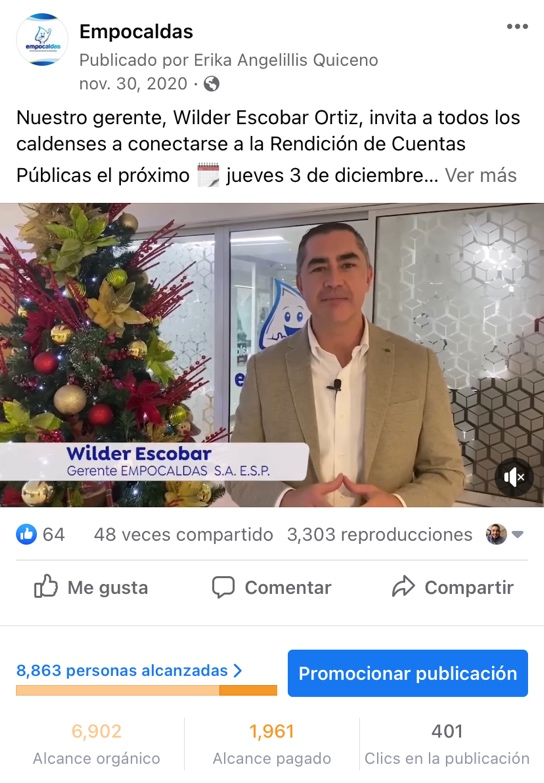 empocaldas
Empocaldas
Publicado por Erika Angelillis Quiceno
nov. 30, 2020 ·
Nuestro gerente, Wilder Escobar Ortiz, invita a todos los
caldenses a conectarse a la Rendición de Cuentas
Públicas el próximo jueves 3 de diciembre... Ver más
e
Wilder Escobar
Gerente EMPOCALDAS S.A. E.S.P.
64 48 veces compartido 3,303 reproducciones
Me gusta Comentar Compartir
8,863 personas alcanzadas
Promocionar publicación
6,902 1,961 401
Alcance orgánico Alcance pagado Clics en la publicación